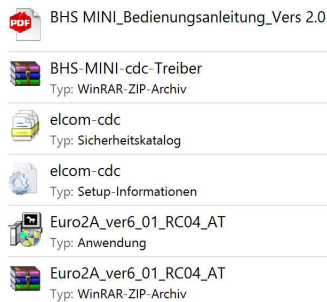 PDF
BHS MINI_Bedienungsanleitung_Vers 2.0
BHS-MINI-cdc-Treiber
Typ: WinRAR-ZIP-Archiv
elcom-cdc
Typ: Sicherheitskatalog
elcom-cdc
Typ: Setup-Informationen
Euro2A_ver6_01_RC04_AT
Typ: Anwendung
Euro2A_ver6_01_RC04_AT
Typ: WinRAR-ZIP-Archiv